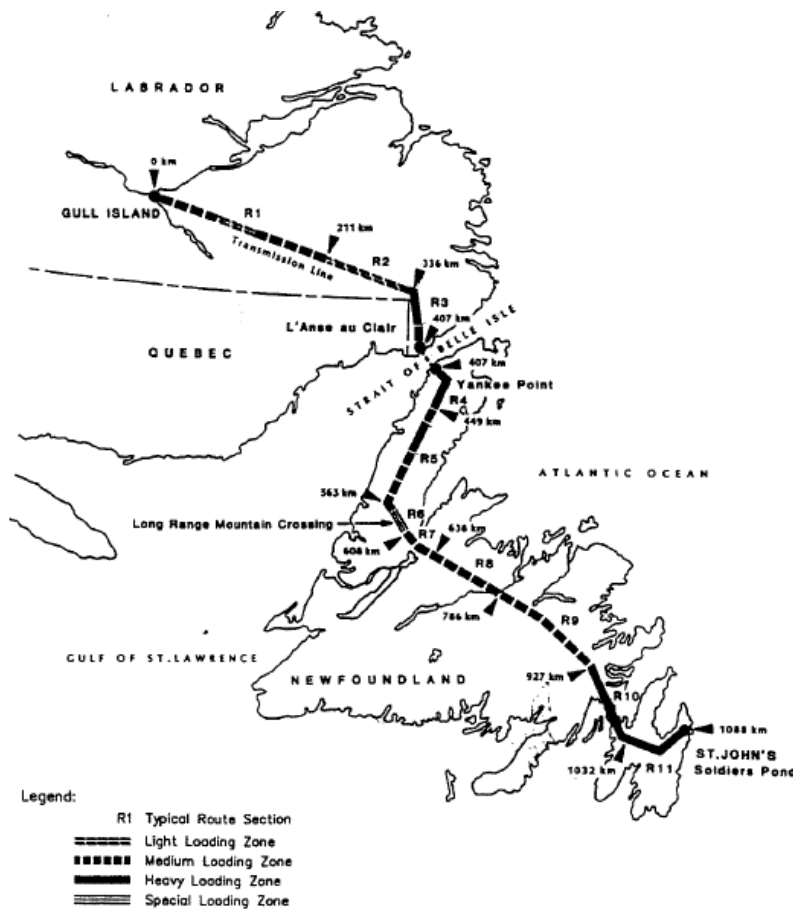 LABRADOR
0 km
GULL ISLAND
R1
Transmission Line
211 km
R2
336 km
R3
L'Anse au Clair
407 km
QUEBEC
STRAIT OF BELLE ISLE
407 km
Yankee Point
R4
449 km
R5
ATLANTIC OCEAN
563 km
R6
Long Range Mountain Crossing
R7
638 km
608 km
R8
786 km
R9
GULF OF ST.LAWRENCE
NEWFOUNDLAND
927 km
R10
1088 km
ST.JOHN'S
Soldiers Pond
1032 km
R11
Legend:
R1 Typical Route Section
Light Loading Zone
Medium Loading Zone
Heavy Loading Zone
Special Loading Zone